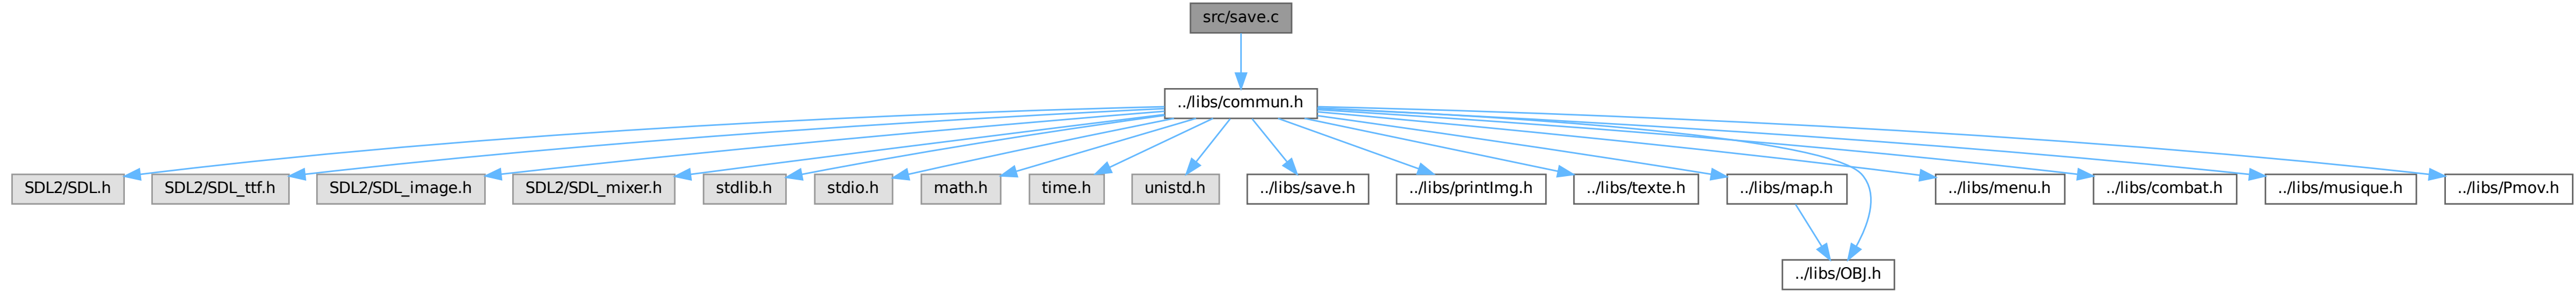 src/save.c
../libs/commun.h
SDL2/SDL.h
SDL2/SDL_ttf.h
SDL2/SDL_image.h
SDL2/SDL_mixer.h
stdlib.h
stdio.h
math.h
time.h
unistd.h
../libs/save.h
../libs/printImg.h
../libs/texte.h
../libs/map.h
../libs/menu.h
../libs/combat.h
../libs/musique.h
../libs/Pmov.h
../libs/OBJ.h